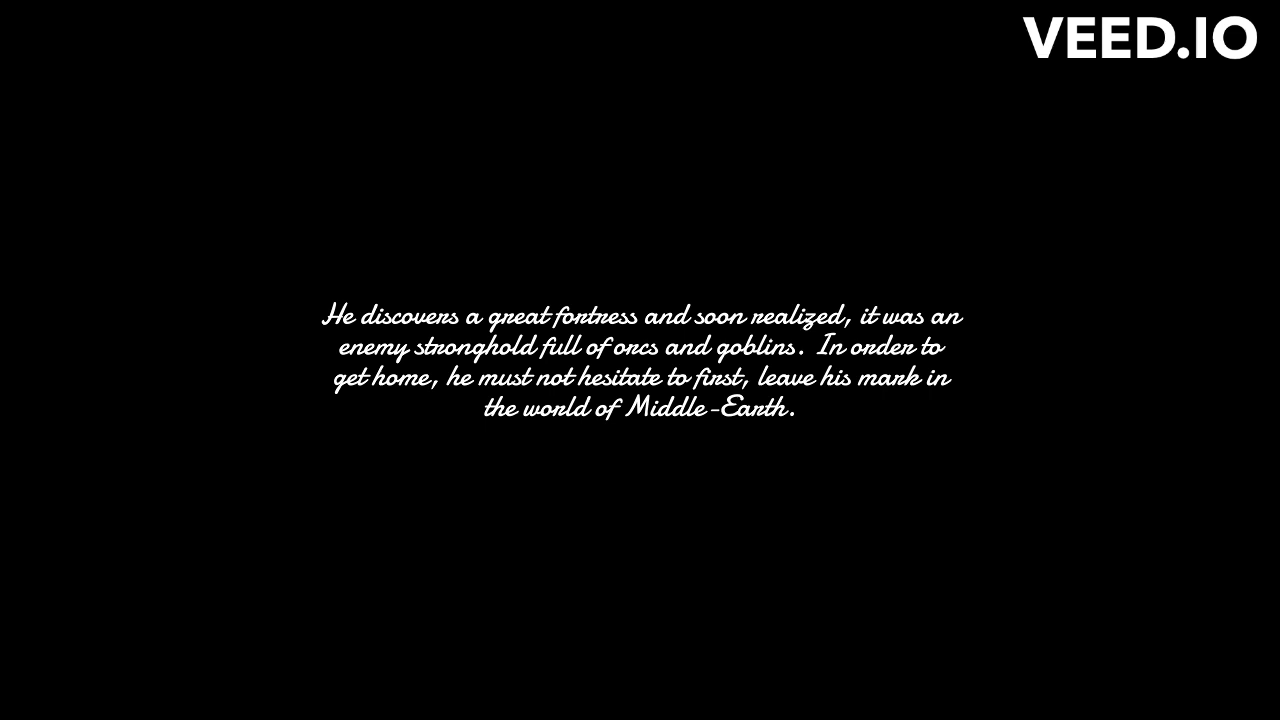 VEED.IO
He discovers a great fortress and soon realized, it was an
enemy stronghold full of orcs and goblins. In order to
get home, he must not hesitate to first, leave his mark in
the world of Middle-Earth.